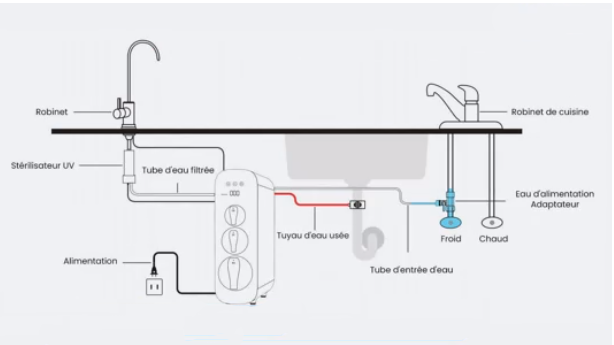 Robinet
Robinet de cuisine
Stérilisateur UV
Tube d'eau filtrée
Eau d'alimentation
Adaptateur
Tuyau d'eau usée
Froid
Chaud
Alimentation
Tube d'entrée d'eau